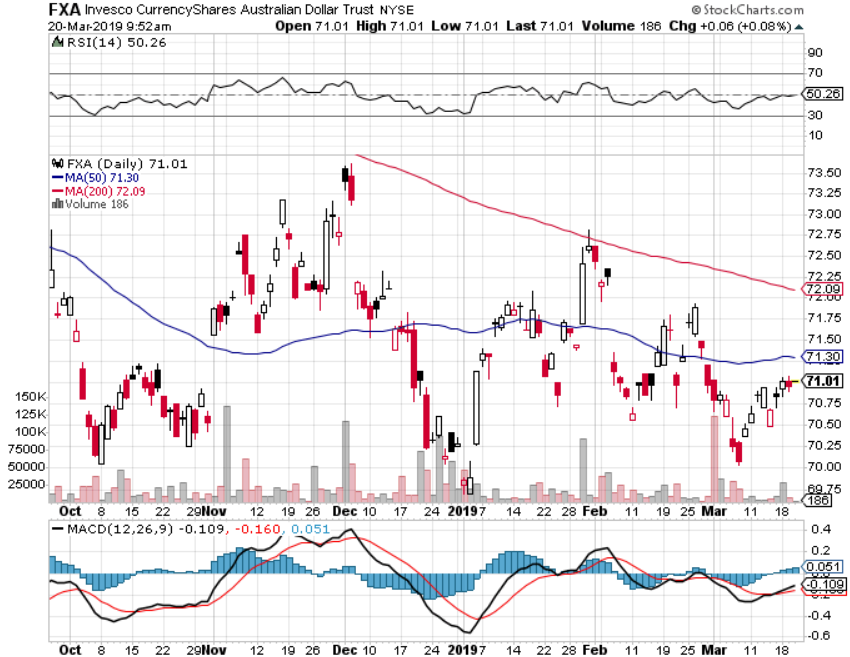 FXA Invesco CurrencyShares Australian Dollar Trust NYSE © StockCharts.com
20-Mar-2019 9:52am Open 71.01 High 71.01 Low 71.01 Last 71.01 Volume 186 Chg +0.06 (+0.08%)
RSI(14) 50.26
90
70
50.26
30
10
FXA (Daily) 71.01
MA(50) 71.30
MA(200) 72.09
Volume 186
73.50
73.25
73.00
72.75
72.50
72.25
72.09
72.00
71.75
71.50
71.30
71.01
70.75
70.50
70.25
70.00
69.75
186
150K
125K
100K
75000
50000
25000
Oct 8 15 22 29 Nov 12 19 26 Dec 10 17 24 2019 7 14 22 28 Feb 11 19 25 Mar 11 18
MACD(12,26,9) -0.109, -0.160, 0.051
0.4
0.2
0.051
-0.109
-0.4
-0.6
Oct 8 15 22 29 Nov 12 19 26 Dec 10 17 24 2019 7 14 22 28 Feb 11 19 25 Mar 11 18